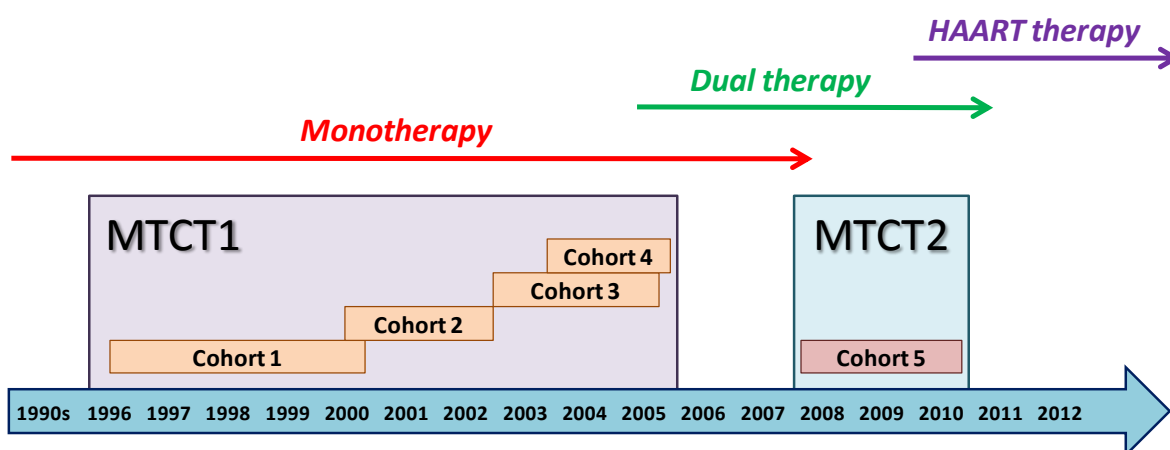 HAART therapy
Dual therapy
Monotherapy
MTCT1
MTCT2
Cohort 4
Cohort 3
Cohort 2
Cohort 1
Cohort 5
1990s 1996 1997 1998 1999 2000 2001 2002 2003 2004 2005 2006 2007 2008 2009 2010 2011 2012